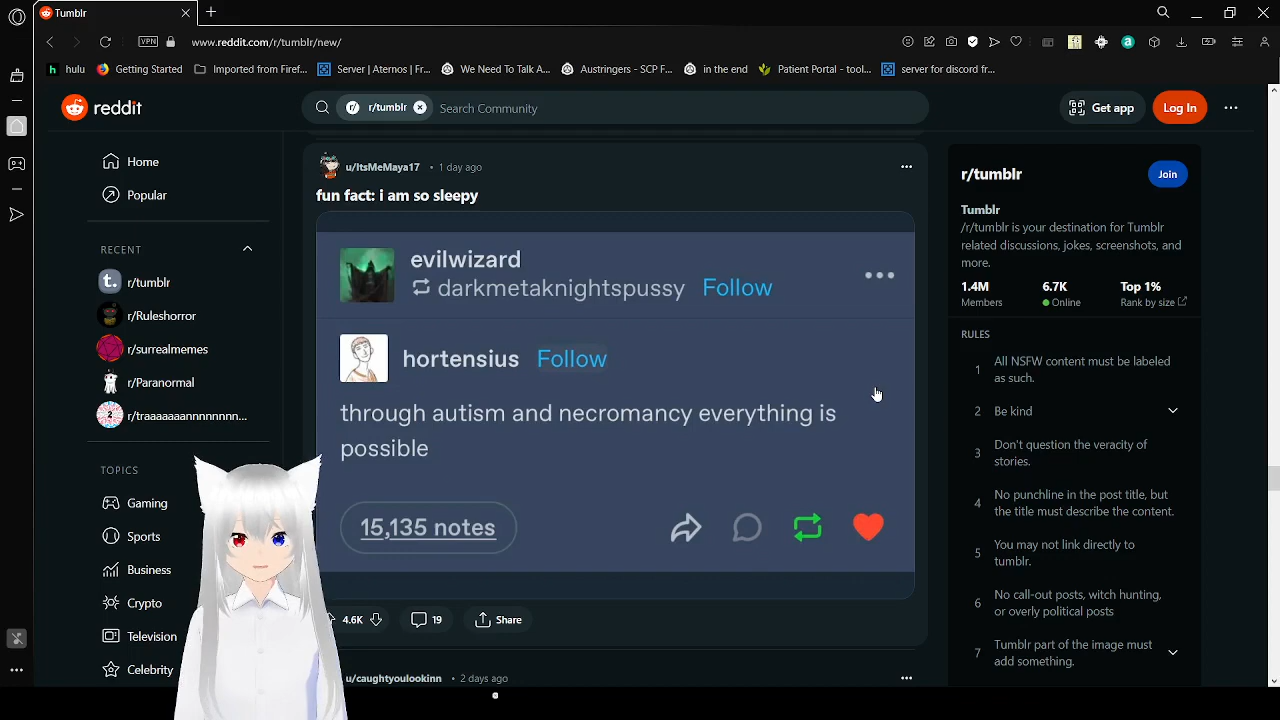 Tumblr
VPN
www.reddit.com/r/tumblr/new/
hulu
Getting Started
Imported from Firef...
Server | Aternos | Fr...
We Need To Talk A...
Austringers - SCP F...
in the end
Patient Portal - tool...
server for discord fr...
reddit
r/ r/tumblr
Search Community
Get app
Log In
Home
Popular
RECENT
r/tumblr
r/Ruleshorror
r/surrealmemes
r/Paranormal
r/traaaaaaannnnnnn...
TOPICS
Gaming
Sports
Business
Crypto
Television
Celebrity
u/ItsMeMaya17 • 1 day ago
fun fact: i am so sleepy
evilwizard
darkmetaknightspussy Follow
hortensius Follow
through autism and necromancy everything is
possible
15,135 notes
4.6K
19
Share
u/caughtyoulookinn • 2 days ago
r/tumblr
Join
Tumblr
/r/tumblr is your destination for Tumblr
related discussions, jokes, screenshots, and
more.
1.4M
Members
6.7K
Online
Top 1%
Rank by size
RULES
1 All NSFW content must be labeled
as such.
2 Be kind
3 Don't question the veracity of
stories.
4 No punchline in the post title, but
the title must describe the content.
5 You may not link directly to
tumblr.
6 No call-out posts, witch hunting,
or overly political posts
7 Tumblr part of the image must
add something.